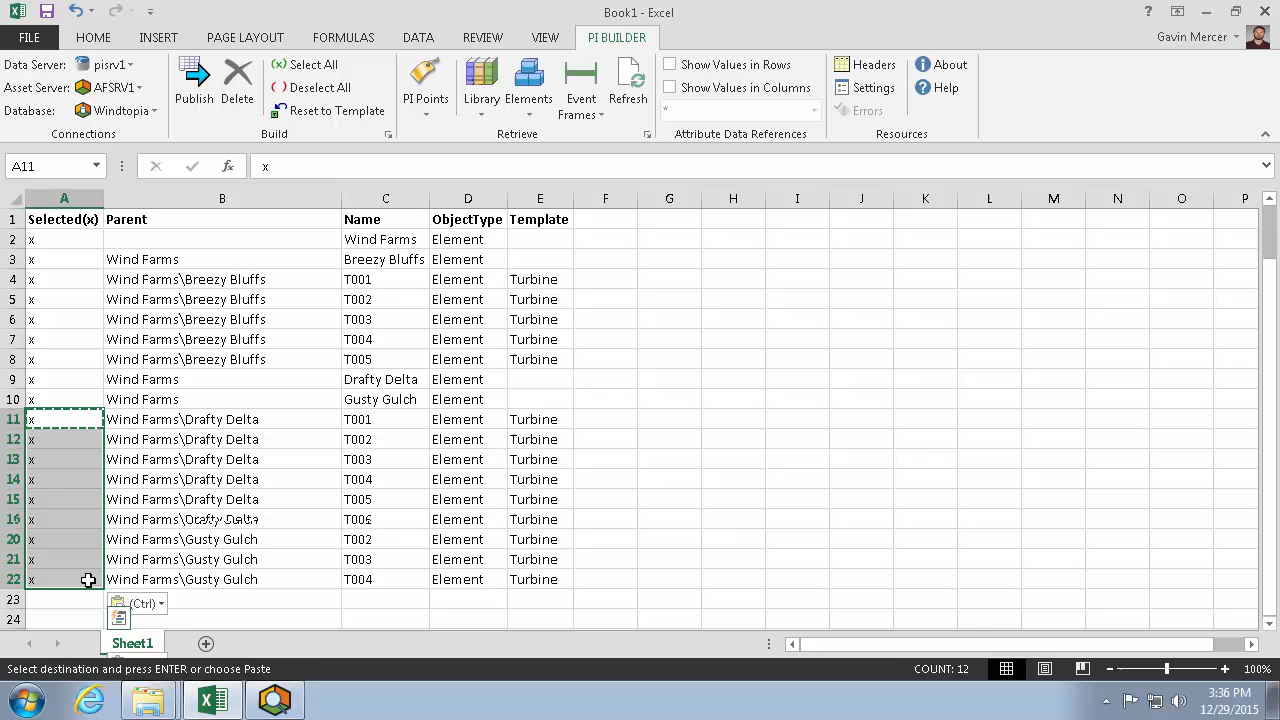 Book1 - Excel
FILE HOME INSERT PAGE LAYOUT FORMULAS DATA REVIEW VIEW PI BUILDER Gavin Mercer
Data Server: pisrv1
Asset Server: AFSRV1
Database: Windtopia
Connections
Publish Delete
(x) Select All
() Deselect All
Reset to Template
Build
PI Points Library Elements Event Frames Refresh
Retrieve
Show Values in Rows
Show Values in Columns
*
Attribute Data References
Headers
Settings
Errors
About
Help
Resources
A11 fx x
A B C D E F G H I J K L M N O P
1 Selected(x) Parent Name ObjectType Template
2 x Wind Farms Element
3 x Wind Farms Breezy Bluffs Element
4 x Wind Farms\Breezy Bluffs T001 Element Turbine
5 x Wind Farms\Breezy Bluffs T002 Element Turbine
6 x Wind Farms\Breezy Bluffs T003 Element Turbine
7 x Wind Farms\Breezy Bluffs T004 Element Turbine
8 x Wind Farms\Breezy Bluffs T005 Element Turbine
9 x Wind Farms Drafty Delta Element
10 x Wind Farms Gusty Gulch Element
11 x Wind Farms\Drafty Delta T001 Element Turbine
12 x Wind Farms\Drafty Delta T002 Element Turbine
13 x Wind Farms\Drafty Delta T003 Element Turbine
14 x Wind Farms\Drafty Delta T004 Element Turbine
15 x Wind Farms\Drafty Delta T005 Element Turbine
16 x Wind Farms\ Element Turbine
20 x Wind Farms\Gusty Gulch T002 Element Turbine
21 x Wind Farms\Gusty Gulch T003 Element Turbine
22 x Wind Farms\Gusty Gulch T004 Element Turbine
23 (Ctrl)
24
Sheet1
Select destination and press ENTER or choose Paste COUNT: 12 100%
3:36 PM
12/29/2015